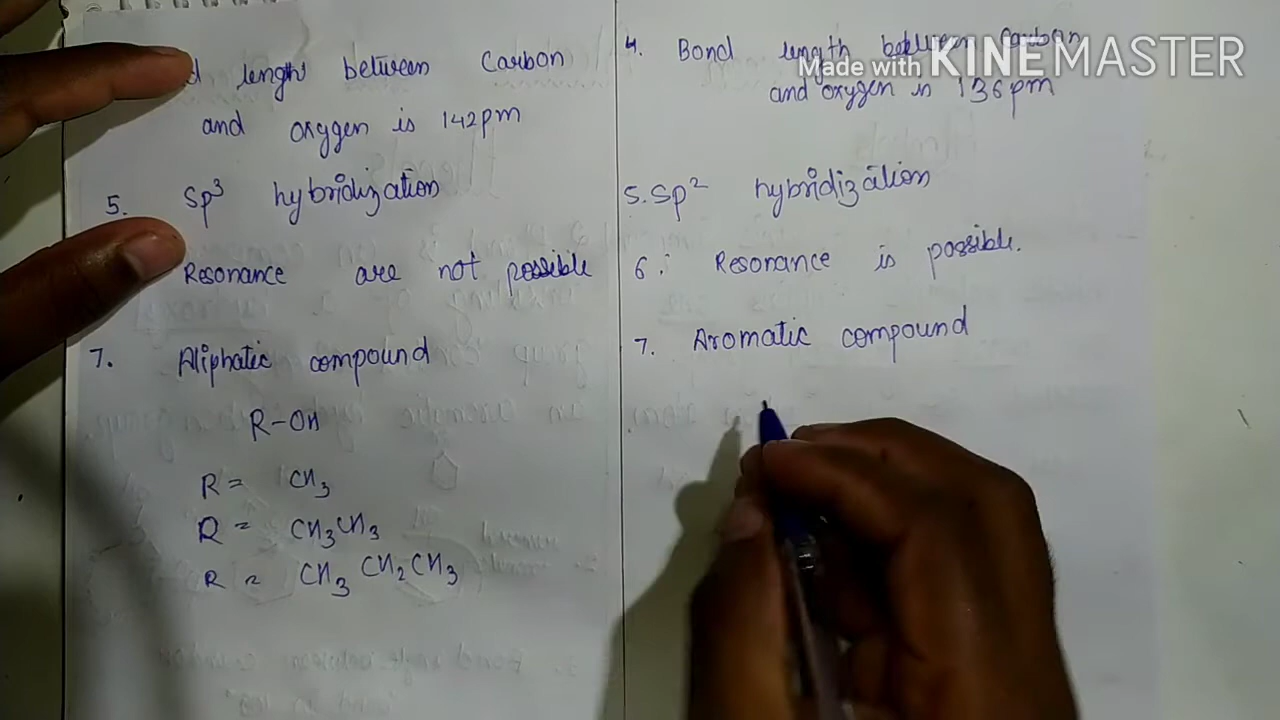 length between Carbon
and oxygen is 142pm
5. Sp³ hybridization
Resonance are not possible
7. Aliphatic compound
R-OH
R = CH3
R = CH3CH3
R = CH3 CH2 CH3
4. Bond length between carbon
and oxygen is 136pm
5. Sp² hybridization
6. Resonance is possible.
7. Aromatic compound
Made with KINEMASTER